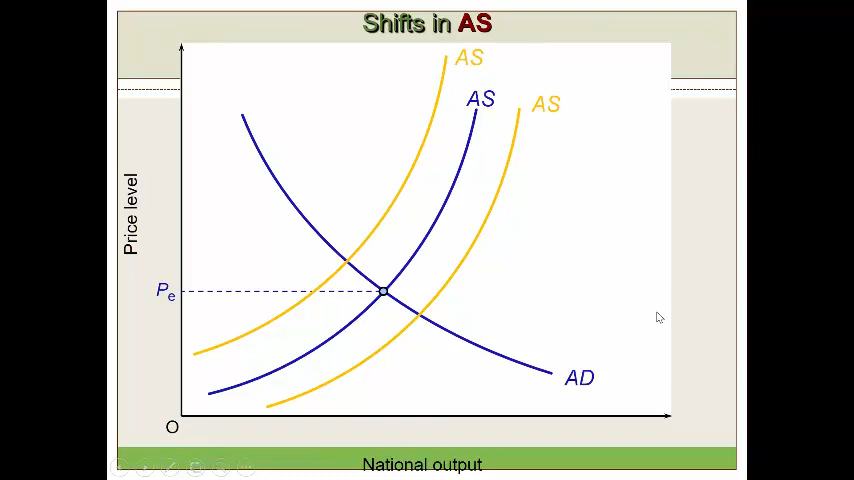 Shifts in AS
AS
AS
AS
Price level
Pe
AD
O
National output